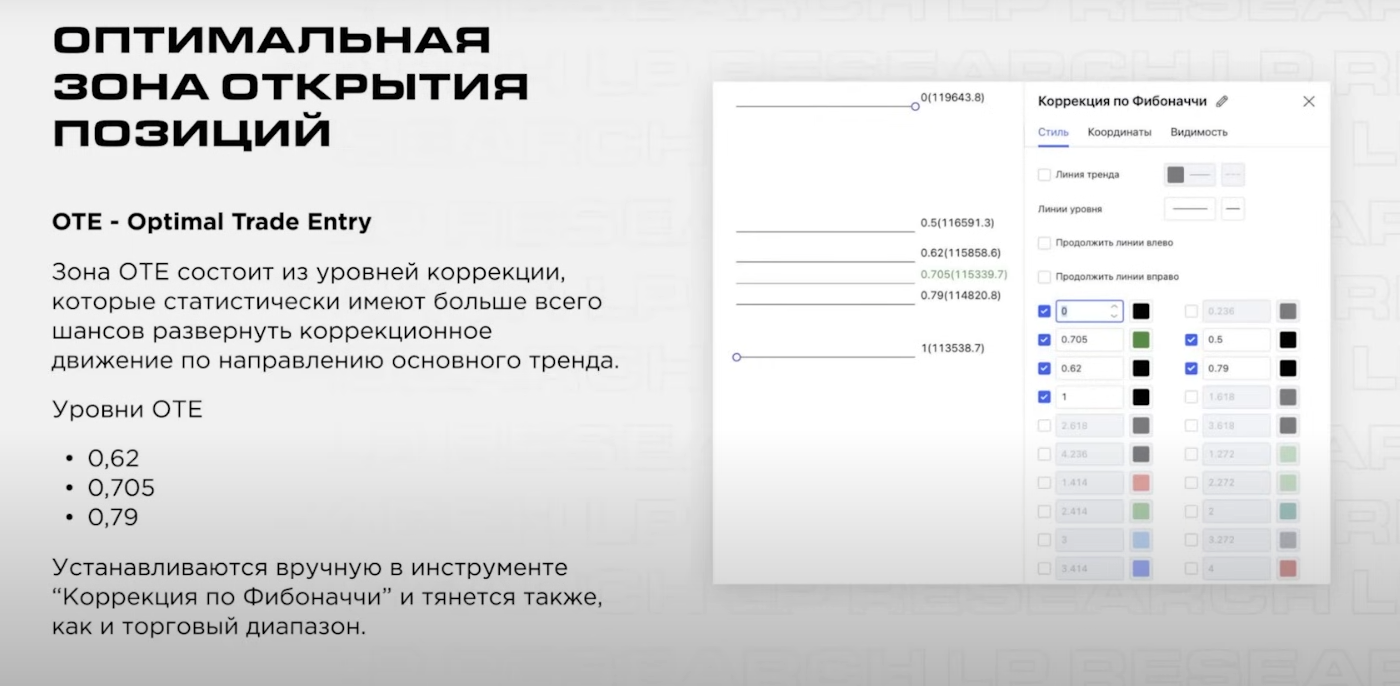 ОПТИМАЛЬНАЯ
ЗОНА ОТКРЫТИЯ
ПОЗИЦИЙ
OTE - Optimal Trade Entry
Зона OTE состоит из уровней коррекции,
которые статистически имеют больше всего
шансов развернуть коррекционное
движение по направлению основного тренда.
Уровни OTE
• 0,62
• 0,705
• 0,79
Устанавливаются вручную в инструменте
“Коррекция по Фибоначчи” и тянется также,
как и торговый диапазон.
0(119643.8)
0.5(116591.3)
0.62(115858.6)
0.705(115339.7)
0.79(114820.8)
1(113538.7)
Коррекция по Фибоначчи
Стиль Координаты Видимость
Линия тренда
Линии уровня
Продолжить линии влево
Продолжить линии вправо
0 0.236
0.705 0.5
0.62 0.79
1 1.618
2.618 3.618
4.236 1.272
1.414 2.272
2.414 2
3 3.272
3.414 4